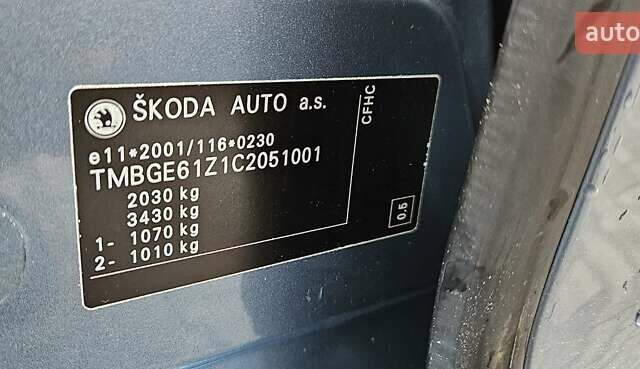 auto
ŠKODA AUTO a.s.
CFHC
e11*2001/116*0230
TMBGE61Z1C2051001
2030 kg
3430 kg
1- 1070 kg
2- 1010 kg
0.5